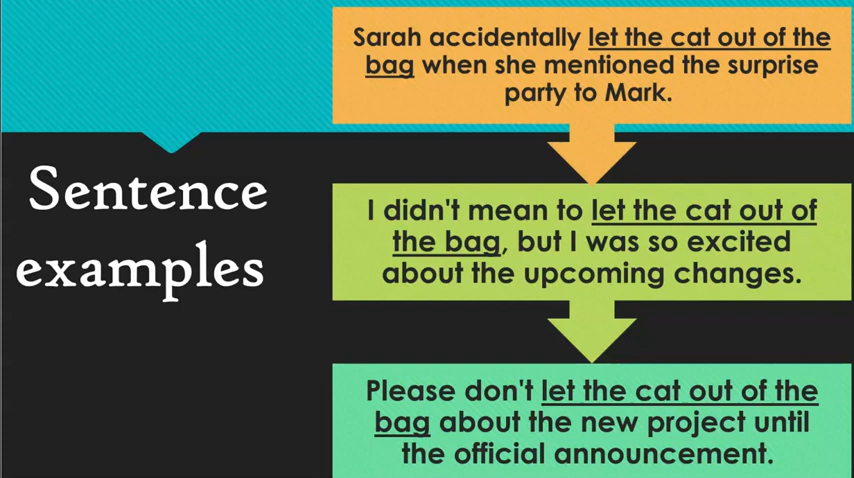 Sentence
examples
Sarah accidentally let the cat out of the
bag when she mentioned the surprise
party to Mark.
I didn't mean to let the cat out of
the bag, but I was so excited
about the upcoming changes.
Please don't let the cat out of the
bag about the new project until
the official announcement.